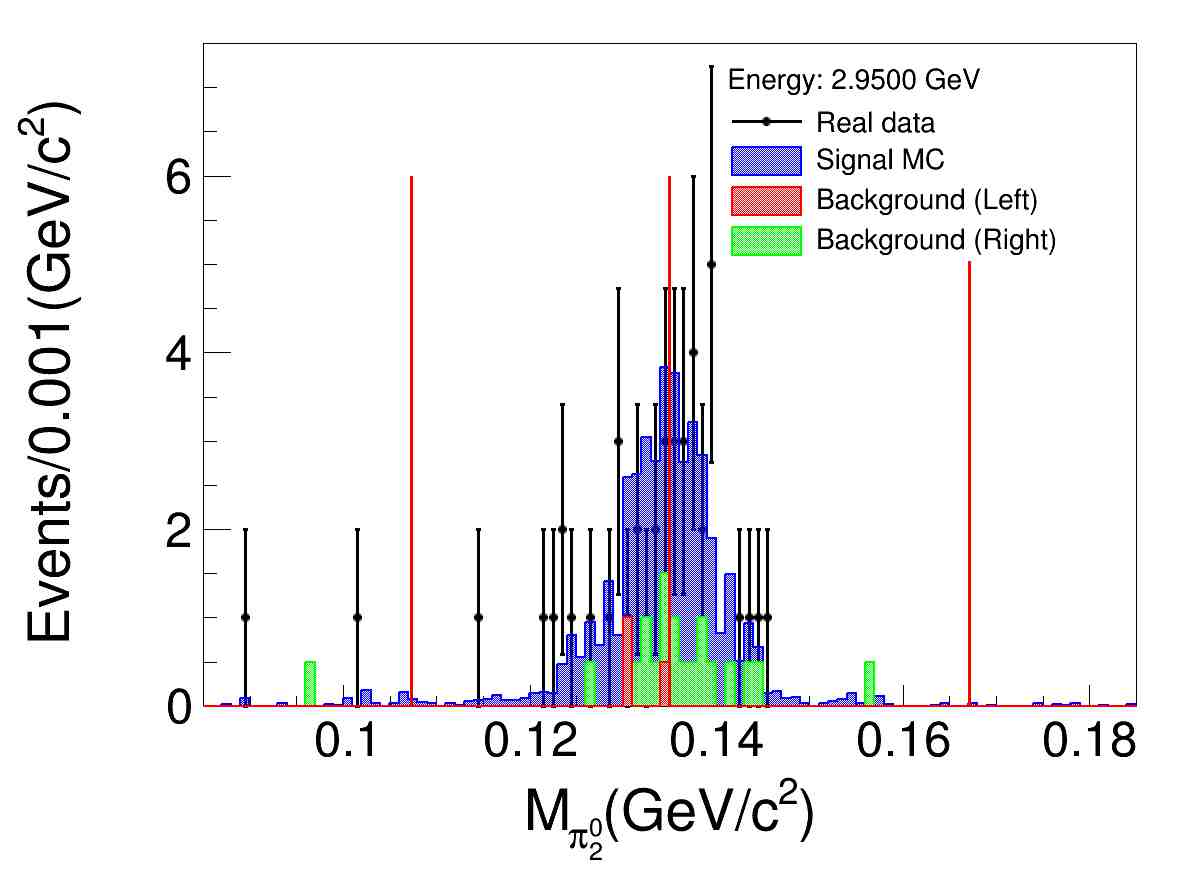 Energy: 2.9500 GeV
Real data
Signal MC
Background (Left)
Background (Right)
Events/0.001(GeV/c²)
6
4
2
0
0.1 0.12 0.14 0.16 0.18
M_{π⁰₂}(GeV/c²)